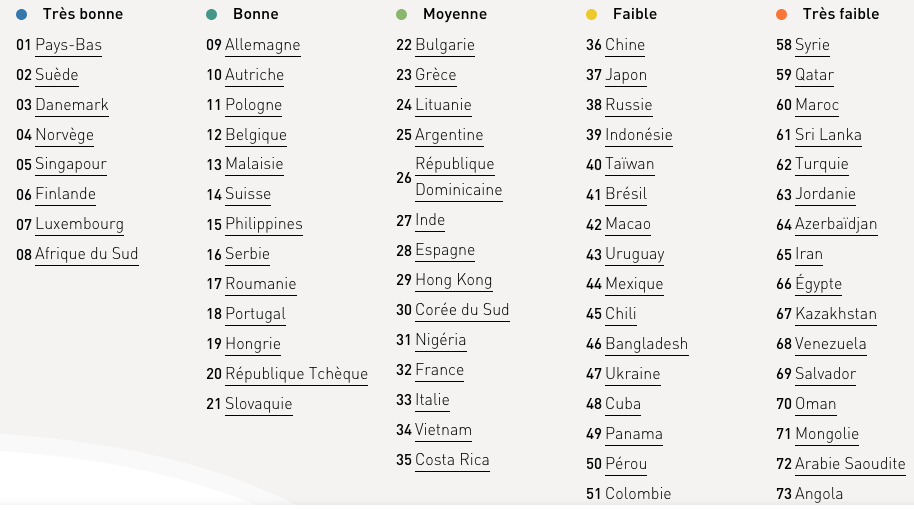 Très bonne
01 Pays-Bas
02 Suède
03 Danemark
04 Norvège
05 Singapour
06 Finlande
07 Luxembourg
08 Afrique du Sud
Bonne
09 Allemagne
10 Autriche
11 Pologne
12 Belgique
13 Malaisie
14 Suisse
15 Philippines
16 Serbie
17 Roumanie
18 Portugal
19 Hongrie
20 République Tchèque
21 Slovaquie
Moyenne
22 Bulgarie
23 Grèce
24 Lituanie
25 Argentine
26 République
Dominicaine
27 Inde
28 Espagne
29 Hong Kong
30 Corée du Sud
31 Nigéria
32 France
33 Italie
34 Vietnam
35 Costa Rica
Faible
36 Chine
37 Japon
38 Russie
39 Indonésie
40 Taïwan
41 Brésil
42 Macao
43 Uruguay
44 Mexique
45 Chili
46 Bangladesh
47 Ukraine
48 Cuba
49 Panama
50 Pérou
51 Colombie
Très faible
58 Syrie
59 Qatar
60 Maroc
61 Sri Lanka
62 Turquie
63 Jordanie
64 Azerbaïdjan
65 Iran
66 Égypte
67 Kazakhstan
68 Venezuela
69 Salvador
70 Oman
71 Mongolie
72 Arabie Saoudite
73 Angola